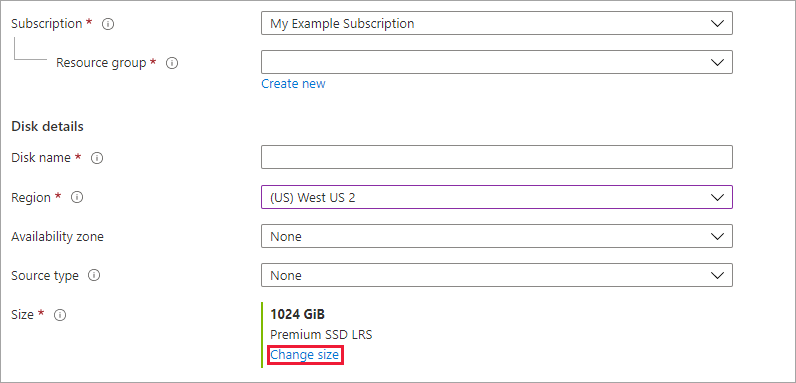 Subscription * My Example Subscription
Resource group *
Create new
Disk details
Disk name *
Region * (US) West US 2
Availability zone None
Source type None
Size * 1024 GiB
Premium SSD LRS
Change size